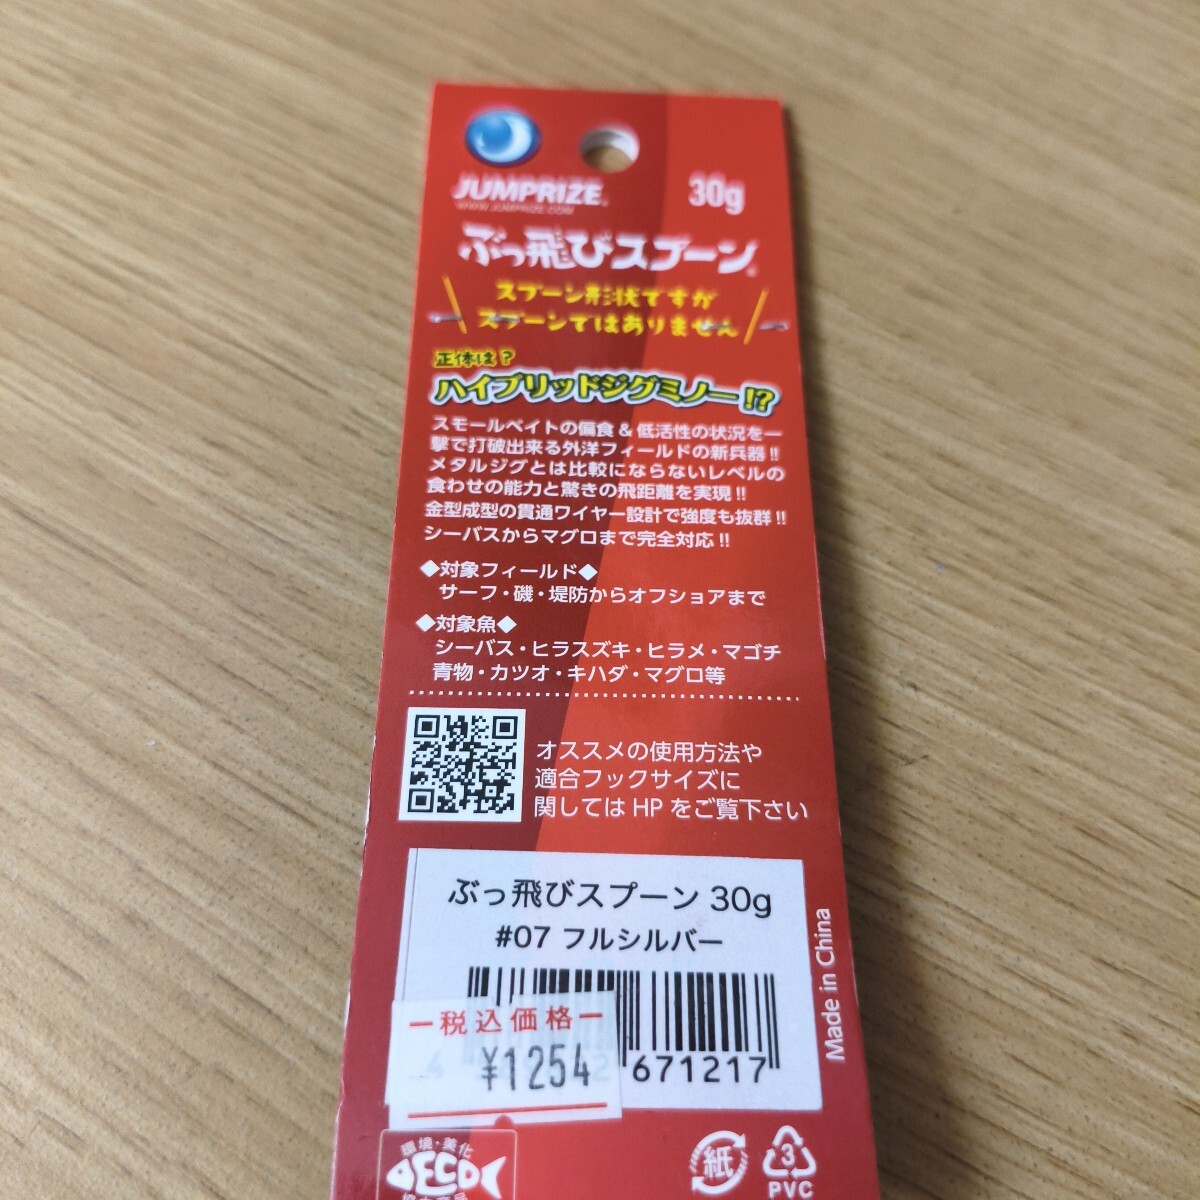 JUMPRIZE®
30g
WWW.JUMPRIZE.COM
ぶっ飛びスプーン®
スプーン形状ですが
スプーンではありません
正体は?
ハイブリッドジグミノー!?
スモールベイトの偏食&低活性の状況を一
撃で打破出来る外洋フィールドの新兵器!!
メタルジグとは比較にならないレベルの
食わせの能力と驚きの飛距離を実現!!
金型成型の貫通ワイヤー設計で強度も抜群!!
シーバスからマグロまで完全対応!!
◆対象フィールド◆
サーフ・磯・堤防からオフショアまで
◆対象魚◆
シーバス・ヒラスズキ・ヒラメ・マゴチ
青物・カツオ・キハダ・マグロ等
オススメの使用方法や
適合フックサイズに
関してはHPをご覧下さい
ぶっ飛びスプーン 30g
#07 フルシルバー
税込価格
¥1254
671217
Made in China
環境・美化
ECO
紙
3
PVC